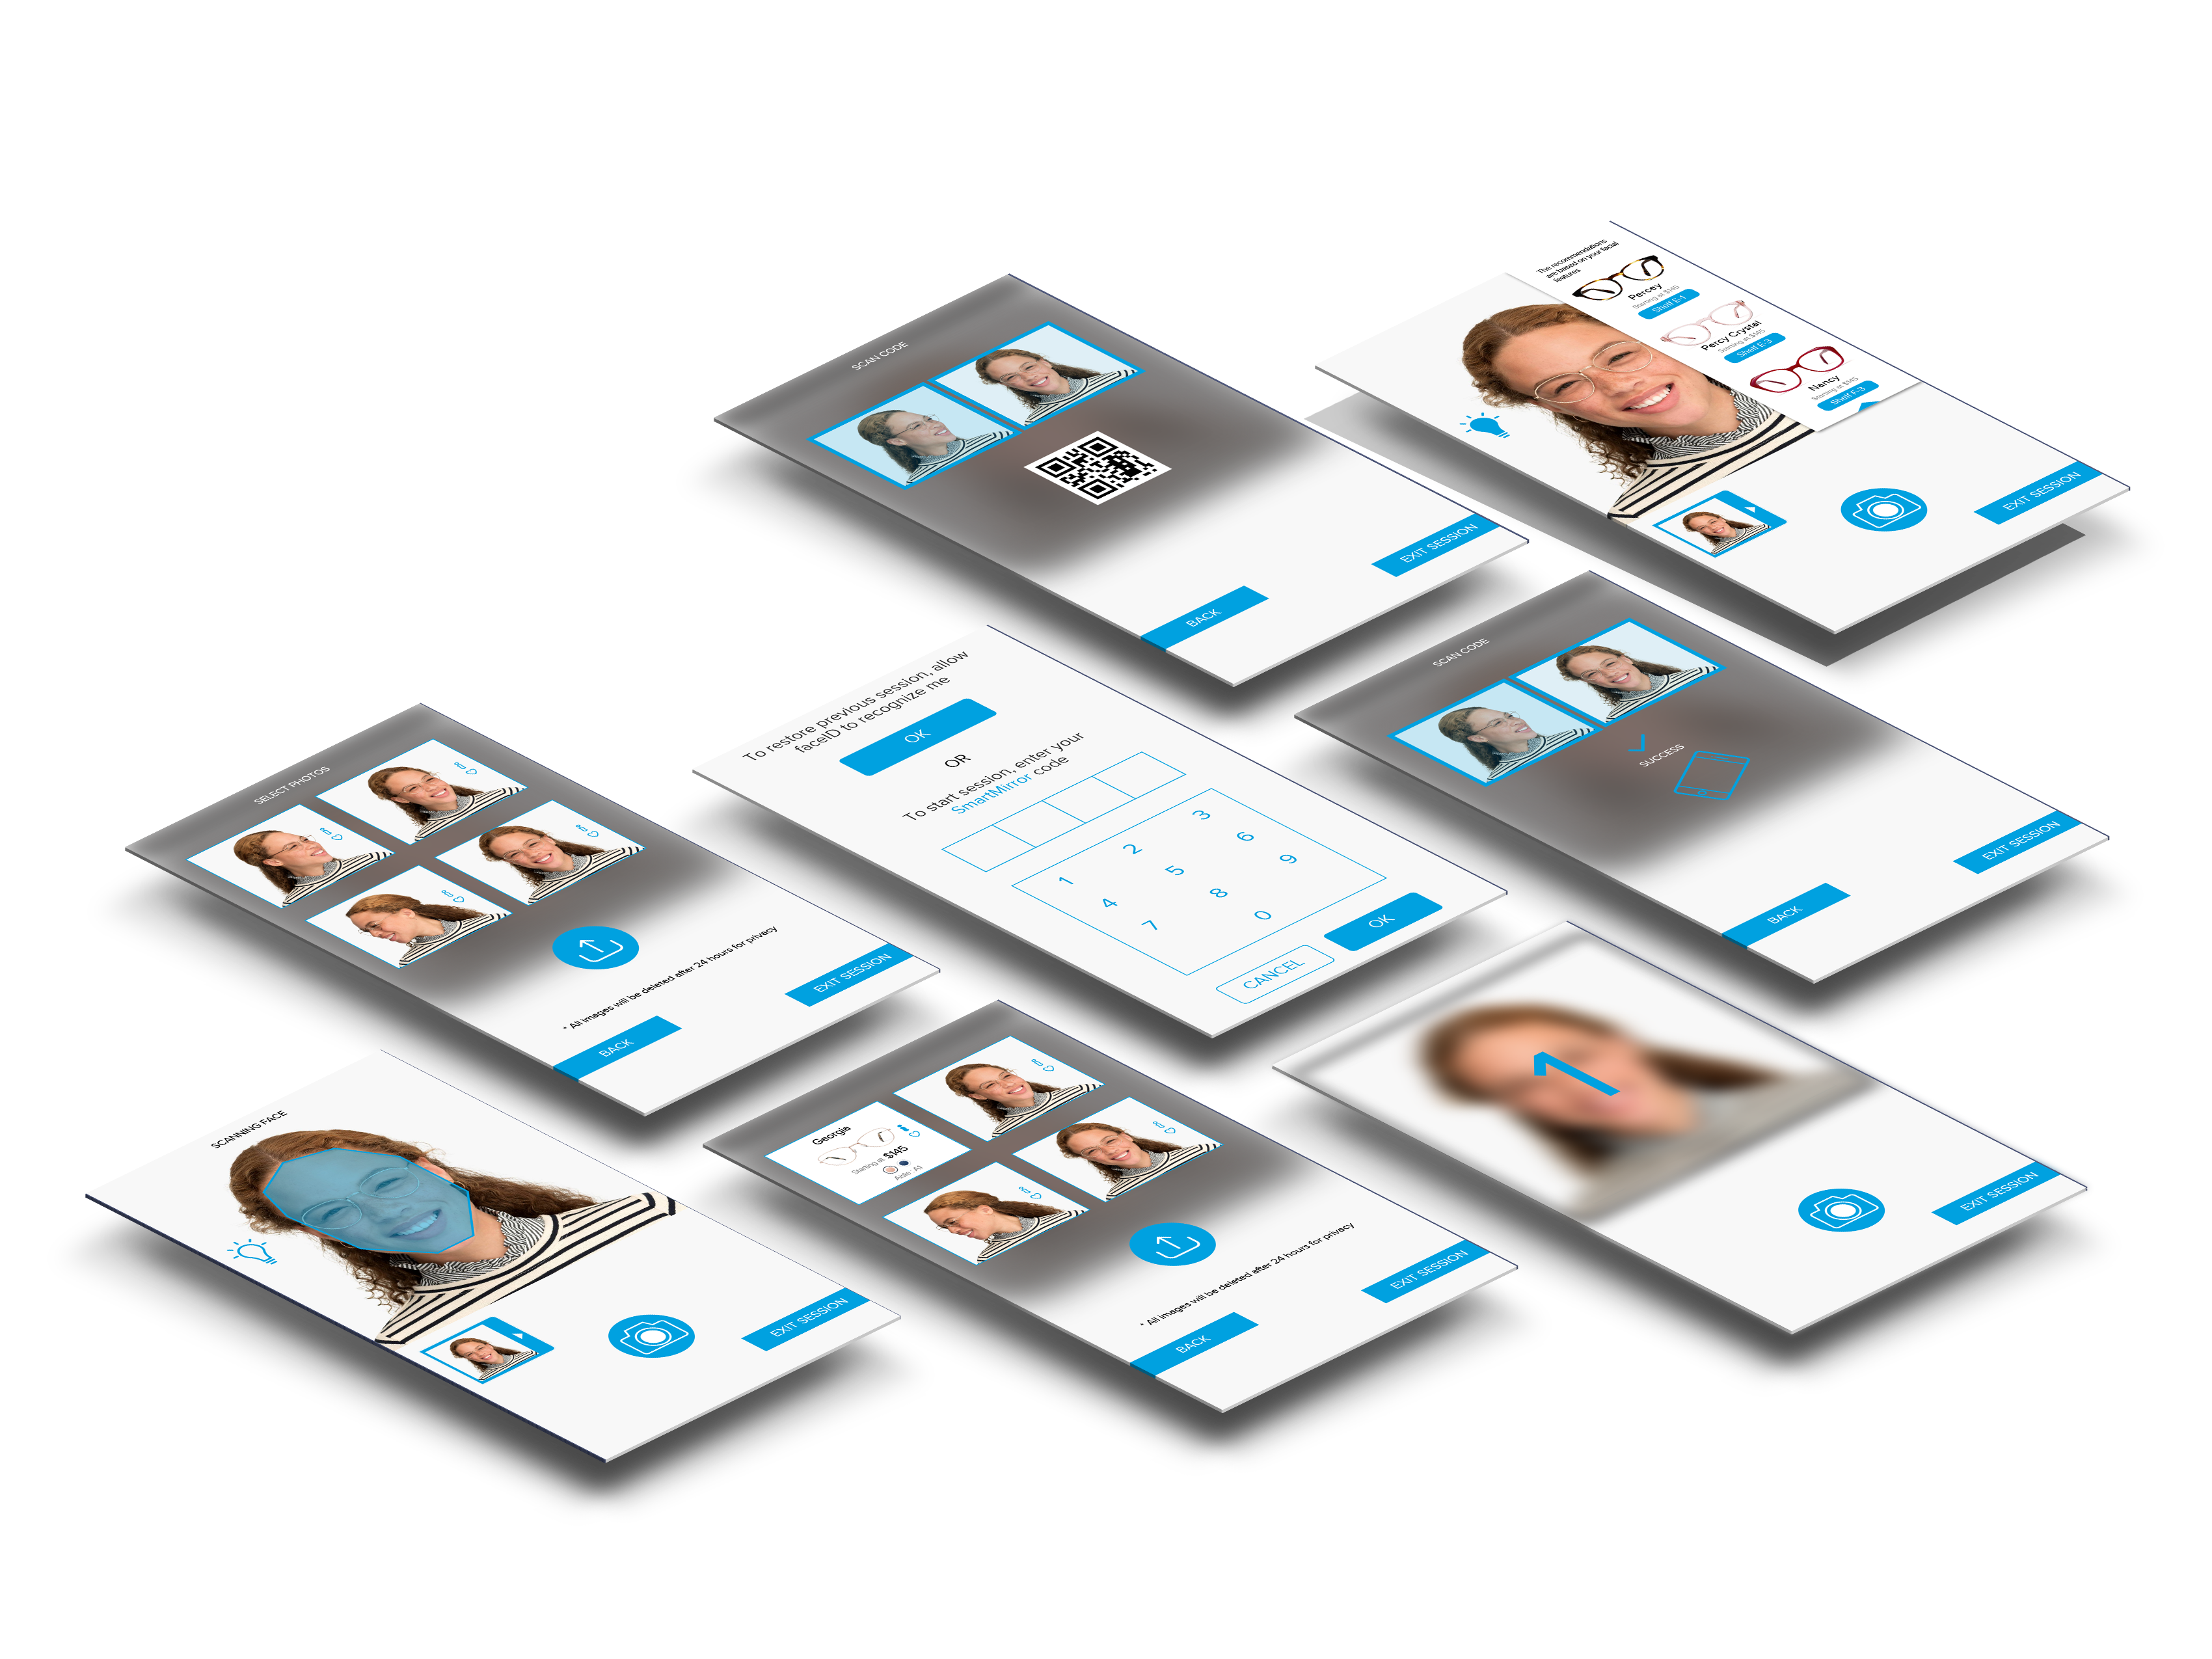 SCAN CODE
BACK
EXIT SESSION
The recommendations
are based on your facial
features
Percey
Starting at $145
Shelf E-1
Percy Crystal
Starting at $145
Shelf E-3
Nancy
Starting at $145
Shelf F-3
EXIT SESSION
SELECT PHOTOS
* All images will be deleted after 24 hours for privacy
BACK
EXIT SESSION
To restore previous session, allow
faceID to recognize me
OK
OR
To start session, enter your
SmartMirror code
1 2 3
4 5 6
7 8 9
0
CANCEL
OK
SCAN CODE
SUCCESS
BACK
EXIT SESSION
SCANNING FACE
EXIT SESSION
Georgia
Starting at $145
Aisle: A1
* All images will be deleted after 24 hours for privacy
BACK
EXIT SESSION
1
EXIT SESSION